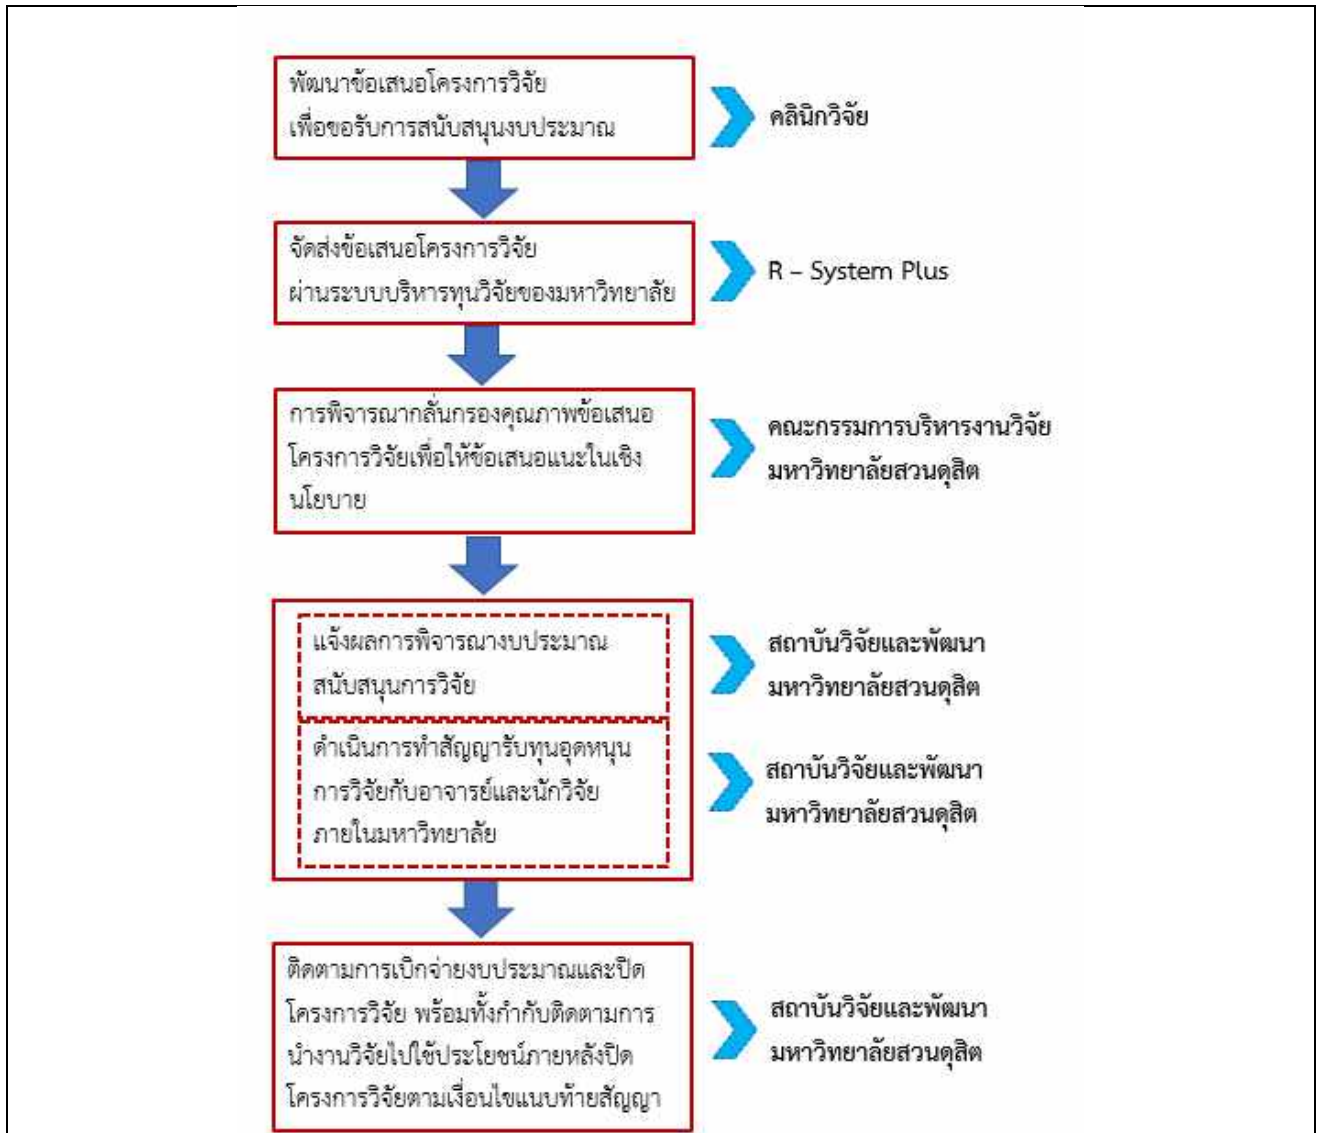 พัฒนาข้อเสนอโครงการวิจัย
เพื่อขอรับการสนับสนุนงบประมาณ
คลินิกวิจัย
จัดส่งข้อเสนอโครงการวิจัย
ผ่านระบบบริหารทุนวิจัยของมหาวิทยาลัย
R – System Plus
การพิจารณากลั่นกรองคุณภาพข้อเสนอ
โครงการวิจัยเพื่อให้ข้อเสนอแนะในเชิง
นโยบาย
คณะกรรมการบริหารงานวิจัย
มหาวิทยาลัยสวนดุสิต
แจ้งผลการพิจารณางบประมาณ
สนับสนุนการวิจัย
สถาบันวิจัยและพัฒนา
มหาวิทยาลัยสวนดุสิต
ดำเนินการทำสัญญารับทุนอุดหนุน
การวิจัยกับอาจารย์และนักวิจัย
ภายในมหาวิทยาลัย
สถาบันวิจัยและพัฒนา
มหาวิทยาลัยสวนดุสิต
ติดตามการเบิกจ่ายงบประมาณและปิด
โครงการวิจัย พร้อมทั้งกำกับติดตามการ
นำงานวิจัยไปใช้ประโยชน์ภายหลังปิด
โครงการวิจัยตามเงื่อนไขแนบท้ายสัญญา
สถาบันวิจัยและพัฒนา
มหาวิทยาลัยสวนดุสิต